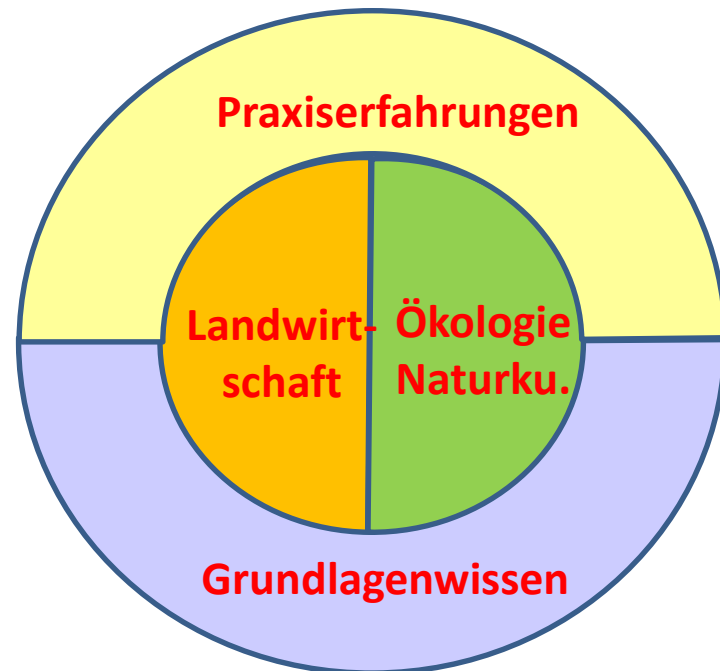 Praxiserfahrungen
Landwirt-
schaft
Ökologie
Naturku.
Grundlagenwissen